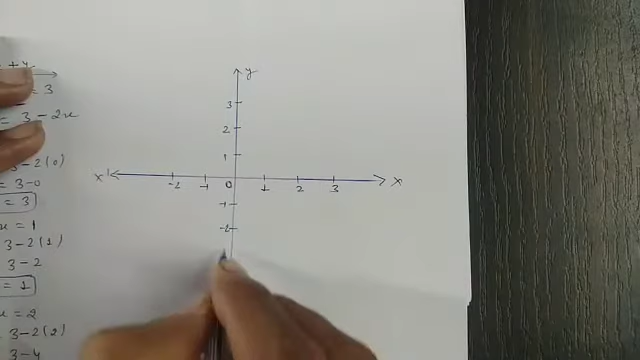 +y
= 3
= 3 - 2x
3-2(0)
= 3-0
= 3
x = 1
3-2(1)
3-2
= 1
x = 2
3-2(2)
3-4
y
3
2
1
x' -2 -1 0 1 2 3 x
-1
-2